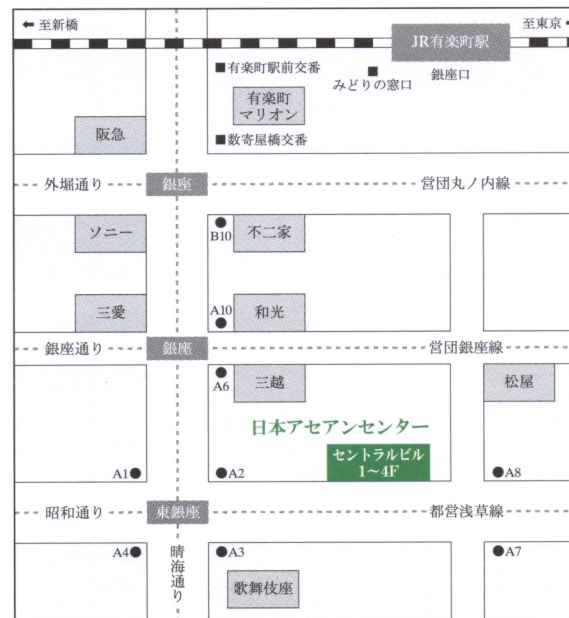 ← 至新橋
至東京
JR有楽町駅
■有楽町駅前交番
みどりの窓口
銀座口
有楽町
マリオン
阪急
■数寄屋橋交番
外堀通り
銀座
営団丸ノ内線
ソニー
B10
不二家
三愛
A10
和光
銀座通り
銀座
営団銀座線
A6
三越
松屋
日本アセアンセンター
セントラルビル
1〜4F
A1●
●A2
●A8
昭和通り
東銀座
都営浅草線
A4●
晴海通り
●A3
●A7
歌舞伎座